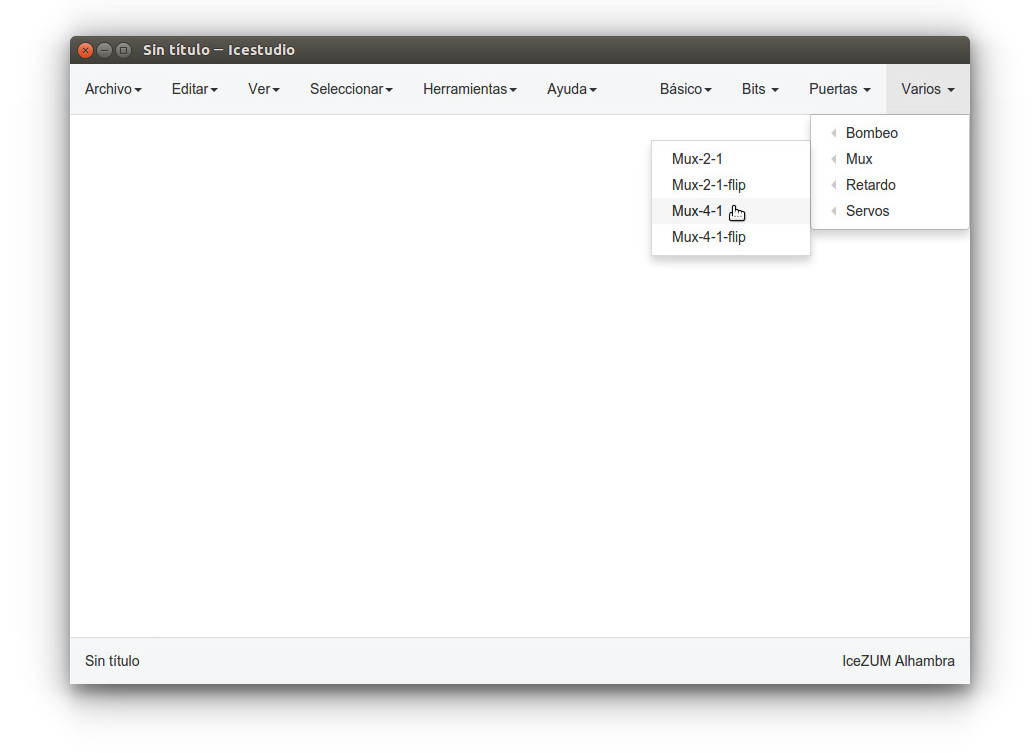 Sin título — Icestudio
Archivo Editar Ver Seleccionar Herramientas Ayuda Básico Bits Puertas Varios
Bombeo
Mux
Retardo
Servos
Mux-2-1
Mux-2-1-flip
Mux-4-1
Mux-4-1-flip
Sin título IceZUM Alhambra